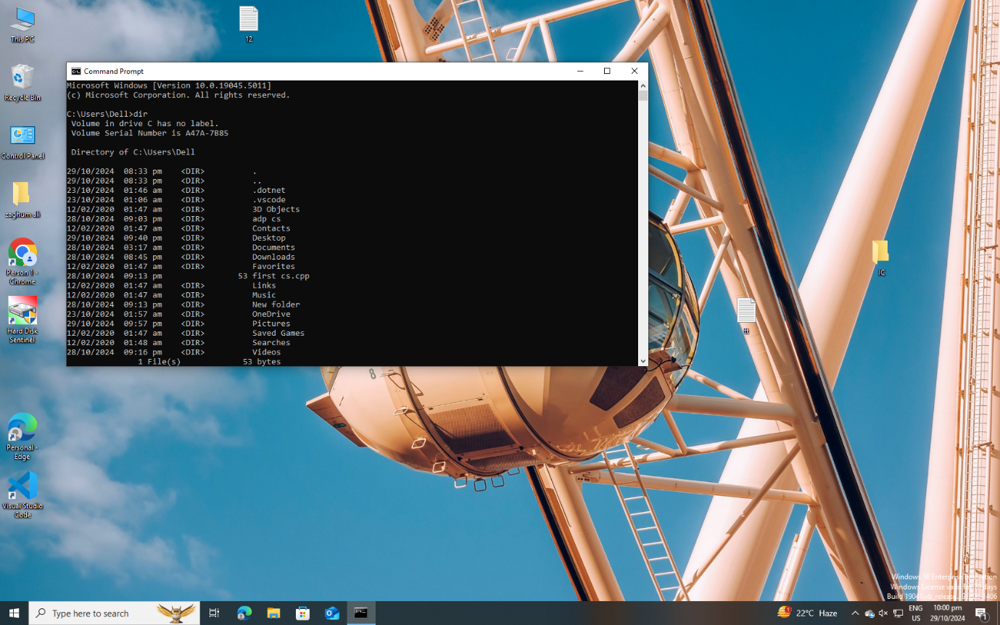 This PC
12
Recycle Bin
Control Panel
zaghum ali
Person 1 -
Chrome
Hard Disk
Sentinel
Personal -
Edge
Visual Studio
Code
Command Prompt
Microsoft Windows [Version 10.0.19045.5011]
(c) Microsoft Corporation. All rights reserved.
C:\Users\Dell>dir
Volume in drive C has no label.
Volume Serial Number is A47A-7B85
Directory of C:\Users\Dell
29/10/2024 08:33 pm <DIR> .
29/10/2024 08:33 pm <DIR> ..
23/10/2024 01:46 am <DIR> .dotnet
23/10/2024 01:06 am <DIR> .vscode
12/02/2020 01:47 am <DIR> 3D Objects
28/10/2024 09:03 pm <DIR> adp cs
12/02/2020 01:47 am <DIR> Contacts
29/10/2024 09:40 pm <DIR> Desktop
28/10/2024 03:17 am <DIR> Documents
28/10/2024 08:45 pm <DIR> Downloads
12/02/2020 01:47 am <DIR> Favorites
28/10/2024 09:13 pm 53 first cs.cpp
12/02/2020 01:47 am <DIR> Links
12/02/2020 01:47 am <DIR> Music
28/10/2024 09:13 pm <DIR> New folder
23/10/2024 01:57 am <DIR> OneDrive
29/10/2024 09:57 pm <DIR> Pictures
12/02/2020 01:47 am <DIR> Saved Games
12/02/2020 01:48 am <DIR> Searches
28/10/2024 09:16 pm <DIR> Videos
1 File(s) 53 bytes
8
IC
Windows 10 Enterprise
Windows License valid for days
Build
Type here to search
22°C Haze
ENG
US
10:00 pm
29/10/2024